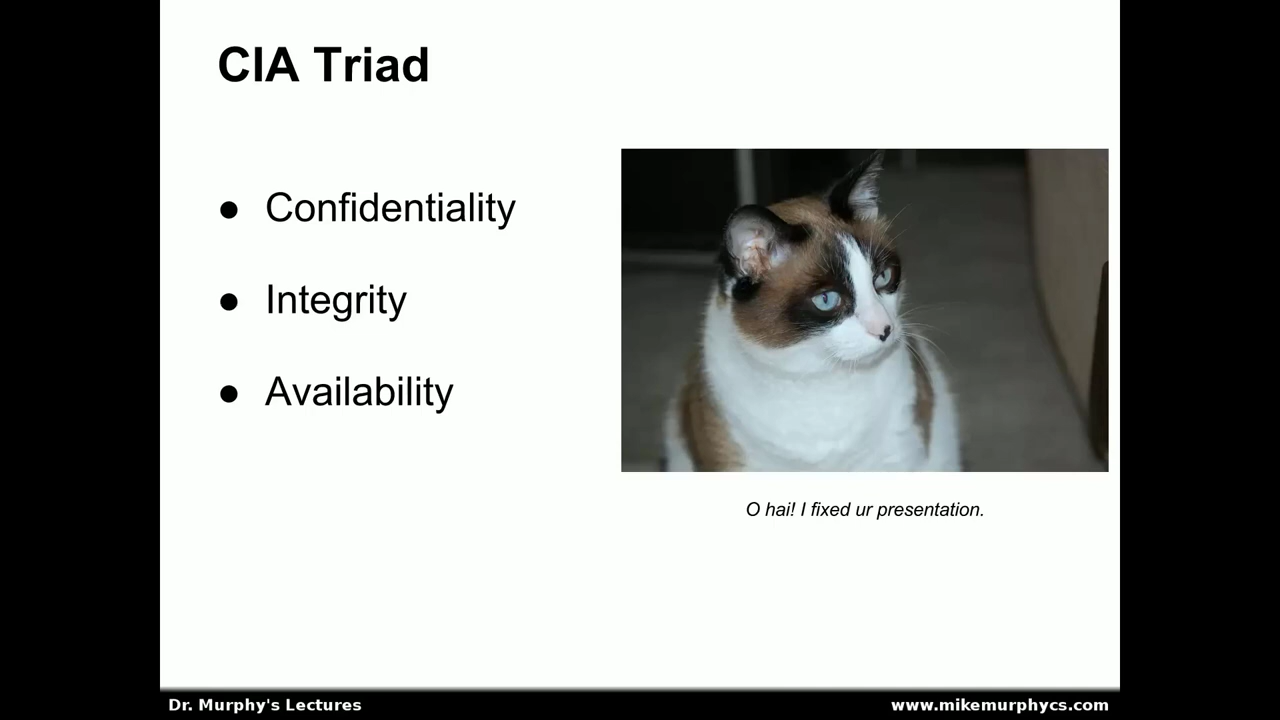 CIA Triad
● Confidentiality
● Integrity
● Availability
O hai! I fixed ur presentation.
Dr. Murphy's Lectures
www.mikemurphycs.com